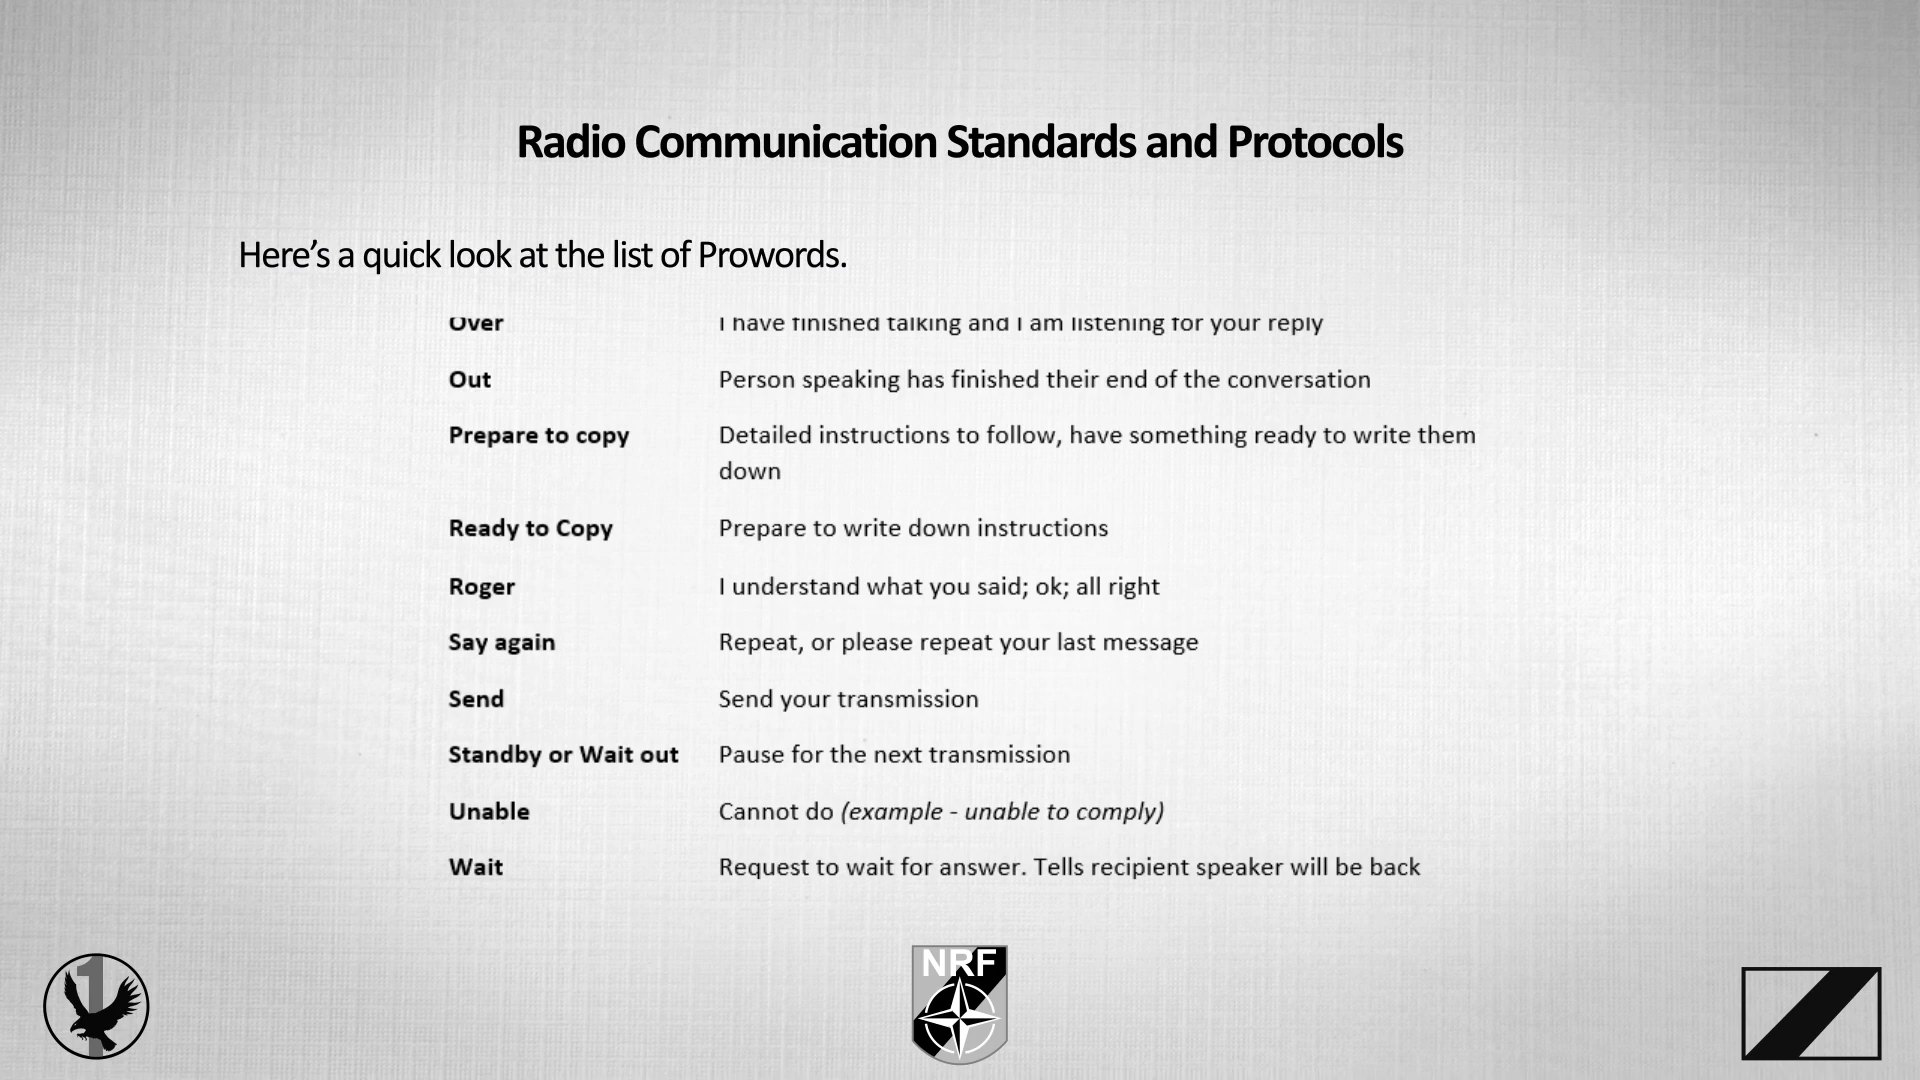 Radio Communication Standards and Protocols
Here’s a quick look at the list of Prowords.
Over I have finished talking and I am listening for your reply
Out Person speaking has finished their end of the conversation
Prepare to copy Detailed instructions to follow, have something ready to write them
down
Ready to Copy Prepare to write down instructions
Roger I understand what you said; ok; all right
Say again Repeat, or please repeat your last message
Send Send your transmission
Standby or Wait out Pause for the next transmission
Unable Cannot do (example - unable to comply)
Wait Request to wait for answer. Tells recipient speaker will be back
1
NRF